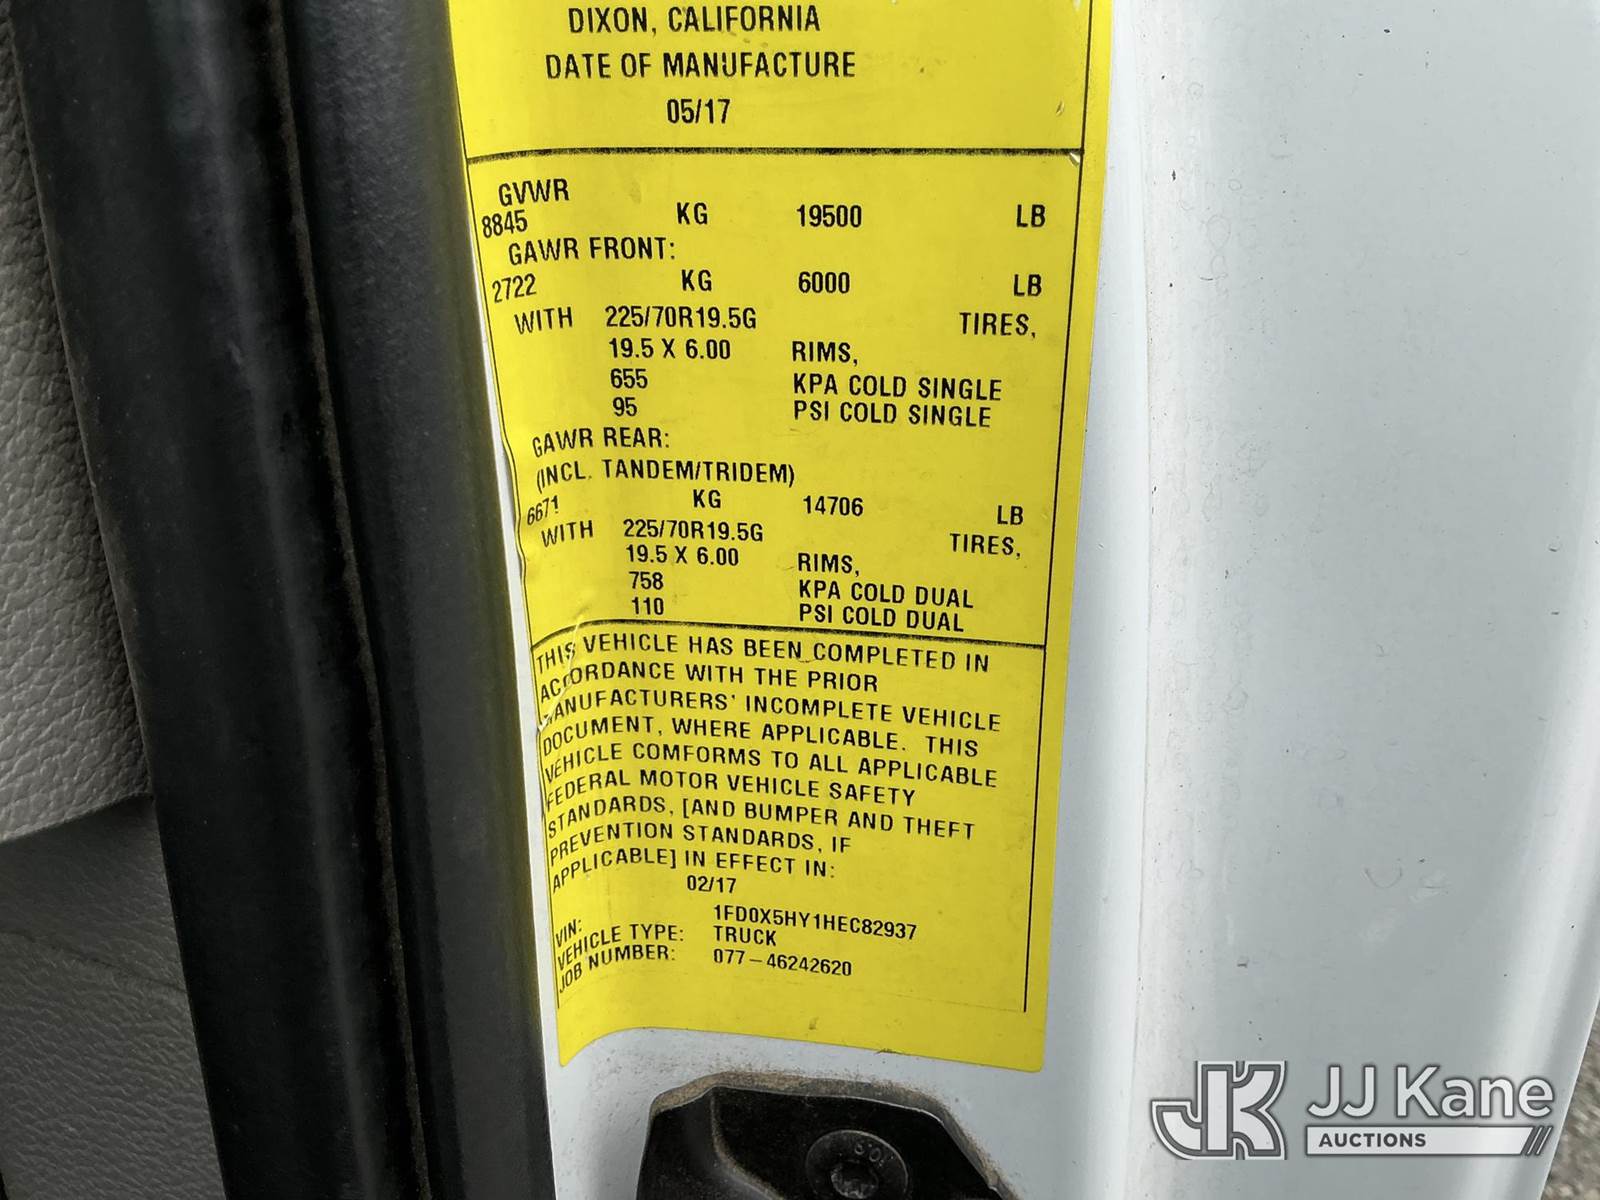 DIXON, CALIFORNIA
DATE OF MANUFACTURE
05/17
GVWR
8845 KG 19500 LB
GAWR FRONT:
2722 KG 6000 LB
WITH 225/70R19.5G TIRES,
19.5 X 6.00 RIMS,
655 KPA COLD SINGLE
95 PSI COLD SINGLE
GAWR REAR:
(INCL. TANDEM/TRIDEM)
6671 KG 14706 LB
WITH 225/70R19.5G TIRES,
19.5 X 6.00 RIMS,
758 KPA COLD DUAL
110 PSI COLD DUAL
THIS VEHICLE HAS BEEN COMPLETED IN
ACCORDANCE WITH THE PRIOR
MANUFACTURERS' INCOMPLETE VEHICLE
DOCUMENT, WHERE APPLICABLE. THIS
VEHICLE COMFORMS TO ALL APPLICABLE
FEDERAL MOTOR VEHICLE SAFETY
STANDARDS, [AND BUMPER AND THEFT
PREVENTION STANDARDS, IF
APPLICABLE] IN EFFECT IN:
02/17
VIN: 1FD0X5HY1HEC82937
VEHICLE TYPE: TRUCK
JOB NUMBER: 077-46242620
10.9
JK JJ Kane
AUCTIONS